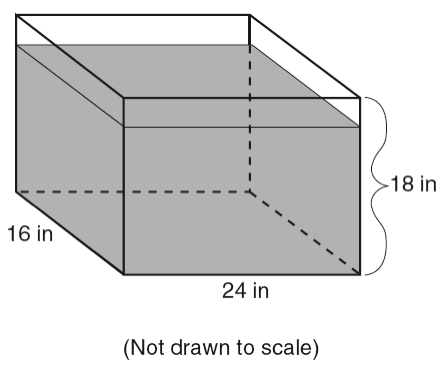 18 in
16 in
24 in
(Not drawn to scale)